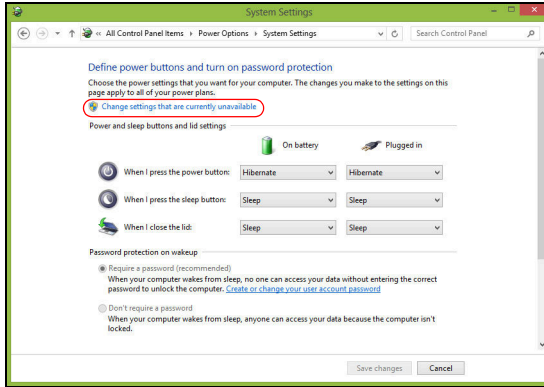 System Settings
« All Control Panel Items › Power Options › System Settings
Search Control Panel
Define power buttons and turn on password protection
Choose the power settings that you want for your computer. The changes you make to the settings on this
page apply to all of your power plans.
Change settings that are currently unavailable
Power and sleep buttons and lid settings
On battery Plugged in
When I press the power button: Hibernate Hibernate
When I press the sleep button: Sleep Sleep
When I close the lid: Sleep Sleep
Password protection on wakeup
Require a password (recommended)
When your computer wakes from sleep, no one can access your data without entering the correct
password to unlock the computer. Create or change your user account password
Don't require a password
When your computer wakes from sleep, anyone can access your data because the computer isn't
locked.
Save changes Cancel